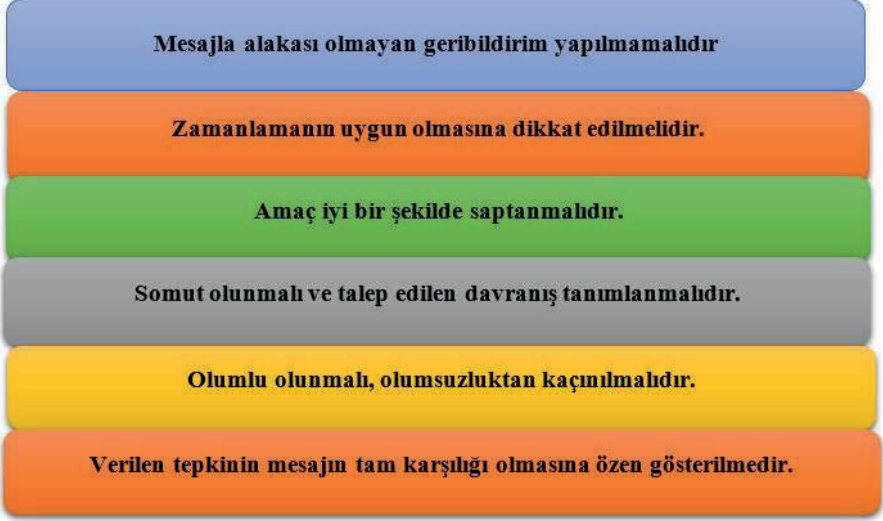 Mesajla alakası olmayan geribildirim yapılmamalıdır
Zamanlamanın uygun olmasına dikkat edilmelidir.
Amaç iyi bir şekilde saptanmalıdır.
Somut olunmalı ve talep edilen davranış tanımlanmalıdır.
Olumlu olunmalı, olumsuzluktan kaçınılmalıdır.
Verilen tepkinin mesajın tam karşılığı olmasına özen gösterilmedir.